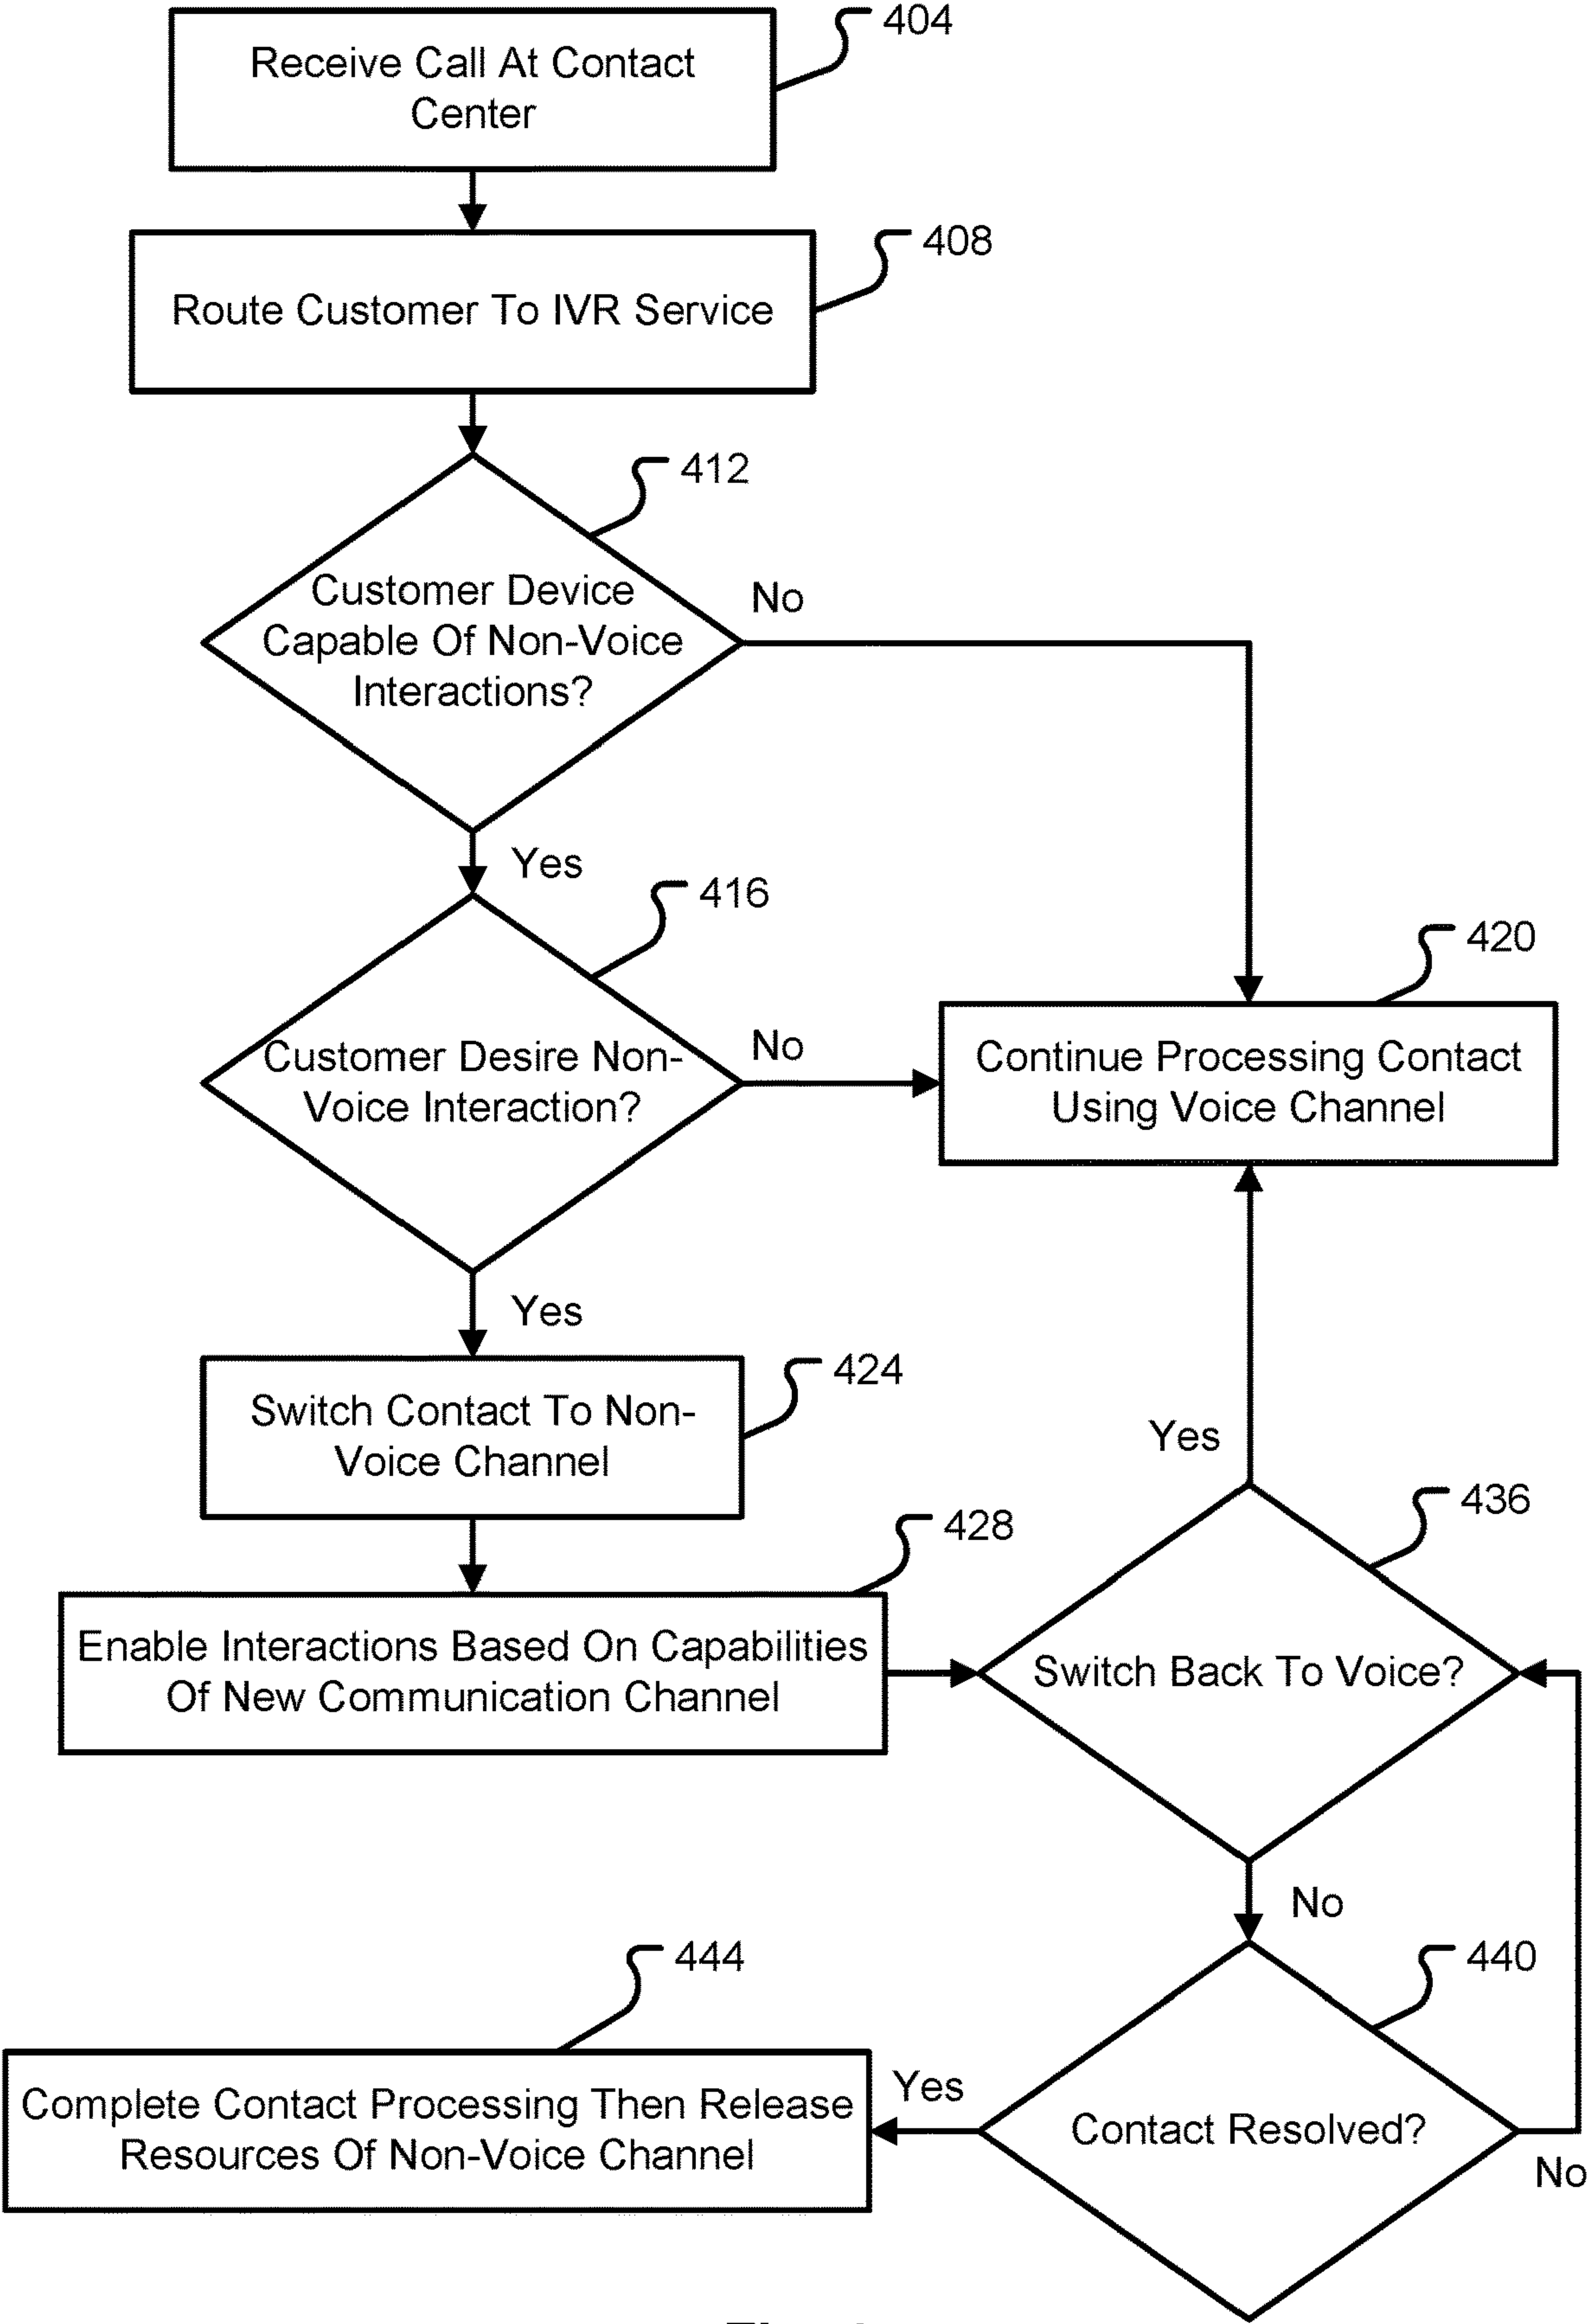 404
Receive Call At Contact
Center
408
Route Customer To IVR Service
412
Customer Device
Capable Of Non-Voice
Interactions?
No
Yes
416
Customer Desire Non-
Voice Interaction?
No
420
Continue Processing Contact
Using Voice Channel
Yes
424
Switch Contact To Non-
Voice Channel
Yes
436
428
Enable Interactions Based On Capabilities
Of New Communication Channel
Switch Back To Voice?
No
444
440
Complete Contact Processing Then Release
Resources Of Non-Voice Channel
Yes
Contact Resolved?
No